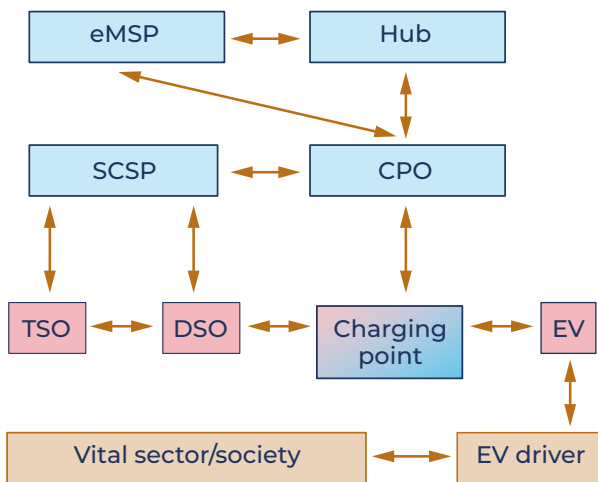 eMSP
Hub
SCSP
CPO
TSO
DSO
Charging
point
EV
Vital sector/society
EV driver